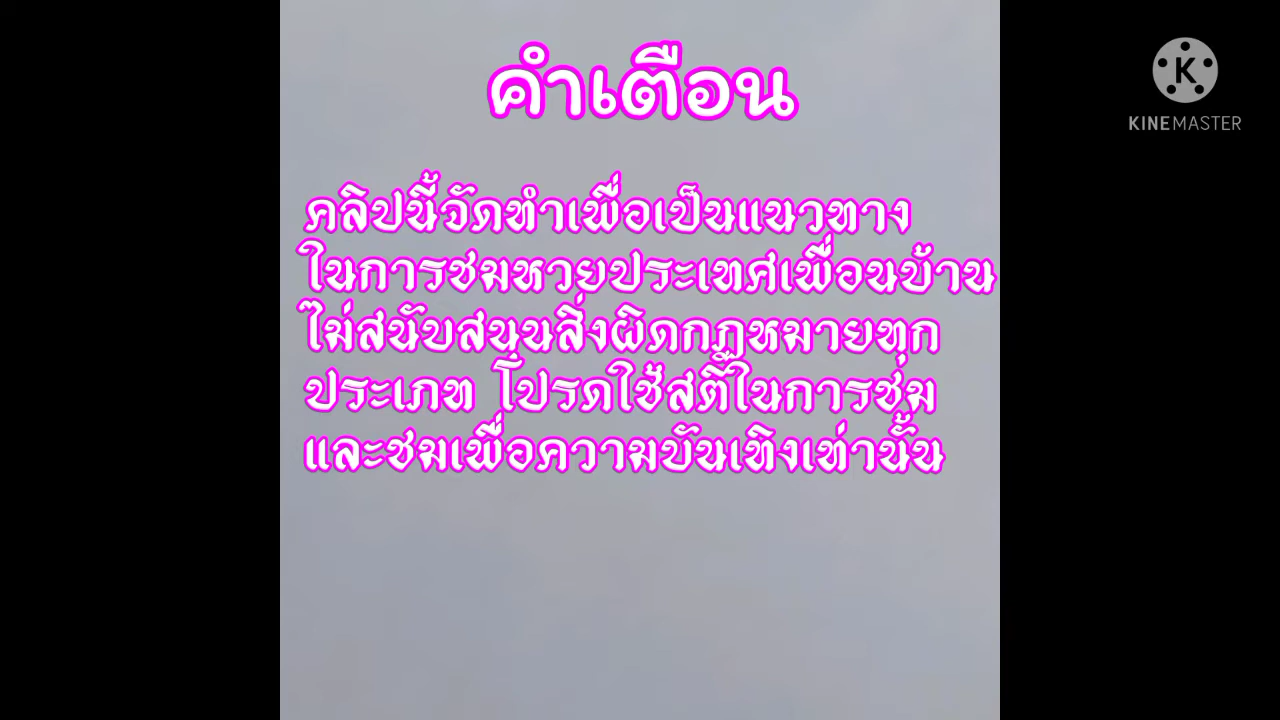 คำเตือน
K
KINEMASTER
คลิปนี้จัดทำเพื่อเป็นแนวทาง
ในการชมหวยประเทศเพื่อนบ้าน
ไม่สนับสนุนสิ่งผิดกฎหมายทุก
ประเภท โปรดใช้สติในการชม
และชมเพื่อความบันเทิงเท่านั้น